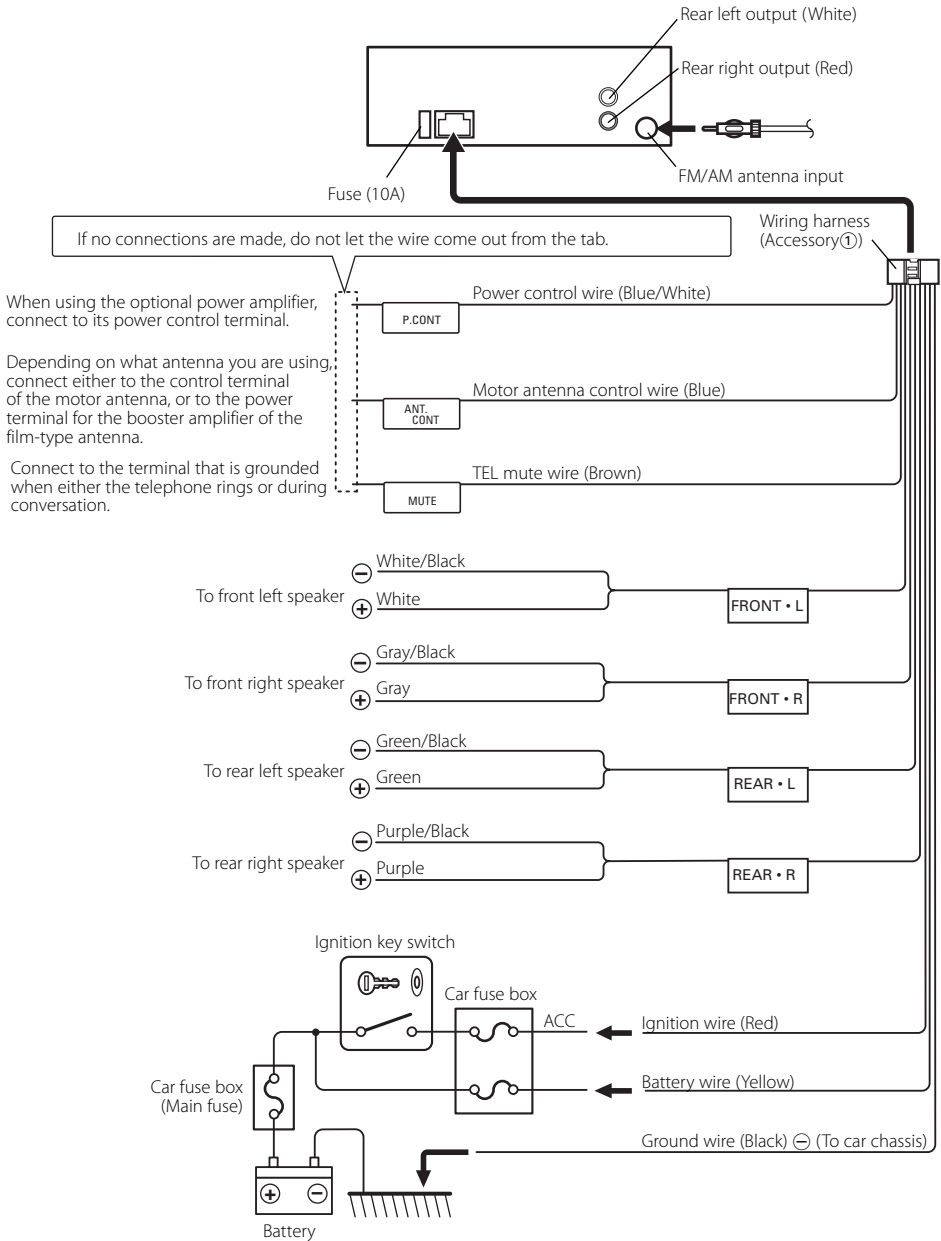 Rear left output (White)
Rear right output (Red)
FM/AM antenna input
Fuse (10A)
Wiring harness
(Accessory①)
If no connections are made, do not let the wire come out from the tab.
When using the optional power amplifier,
connect to its power control terminal.
Power control wire (Blue/White)
P.CONT
Depending on what antenna you are using,
connect either to the control terminal
of the motor antenna, or to the power
terminal for the booster amplifier of the
film-type antenna.
Motor antenna control wire (Blue)
ANT.
CONT
Connect to the terminal that is grounded
when either the telephone rings or during
conversation.
TEL mute wire (Brown)
MUTE
To front left speaker
⊖ White/Black
⊕ White
FRONT • L
To front right speaker
⊖ Gray/Black
⊕ Gray
FRONT • R
To rear left speaker
⊖ Green/Black
⊕ Green
REAR • L
To rear right speaker
⊖ Purple/Black
⊕ Purple
REAR • R
Ignition key switch
Car fuse box
ACC
Ignition wire (Red)
Car fuse box
(Main fuse)
Battery wire (Yellow)
Ground wire (Black) ⊖ (To car chassis)
⊕ ⊖
Battery